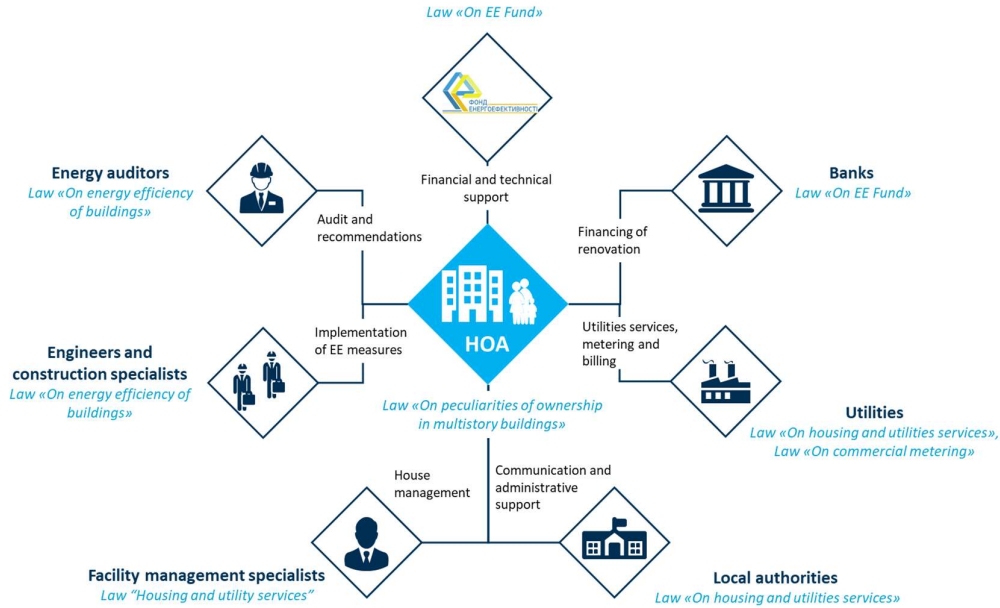 Law «On EE Fund»
ФОНД
ЕНЕРГОЕФЕКТИВНОСТІ
Energy auditors
Law «On energy efficiency
of buildings»
Financial and technical
support
Banks
Law «On EE Fund»
Audit and
recommendations
Financing of
renovation
HOA
Implementation
of EE measures
Utilities services,
metering and
billing
Engineers and
construction specialists
Law «On energy efficiency of
buildings»
Law «On peculiarities of ownership
in multistory buildings»
Utilities
Law «On housing and utilities services»,
Law «On commercial metering»
House
management
Communication and
administrative
support
Facility management specialists
Law “Housing and utility services”
Local authorities
Law «On housing and utilities services»